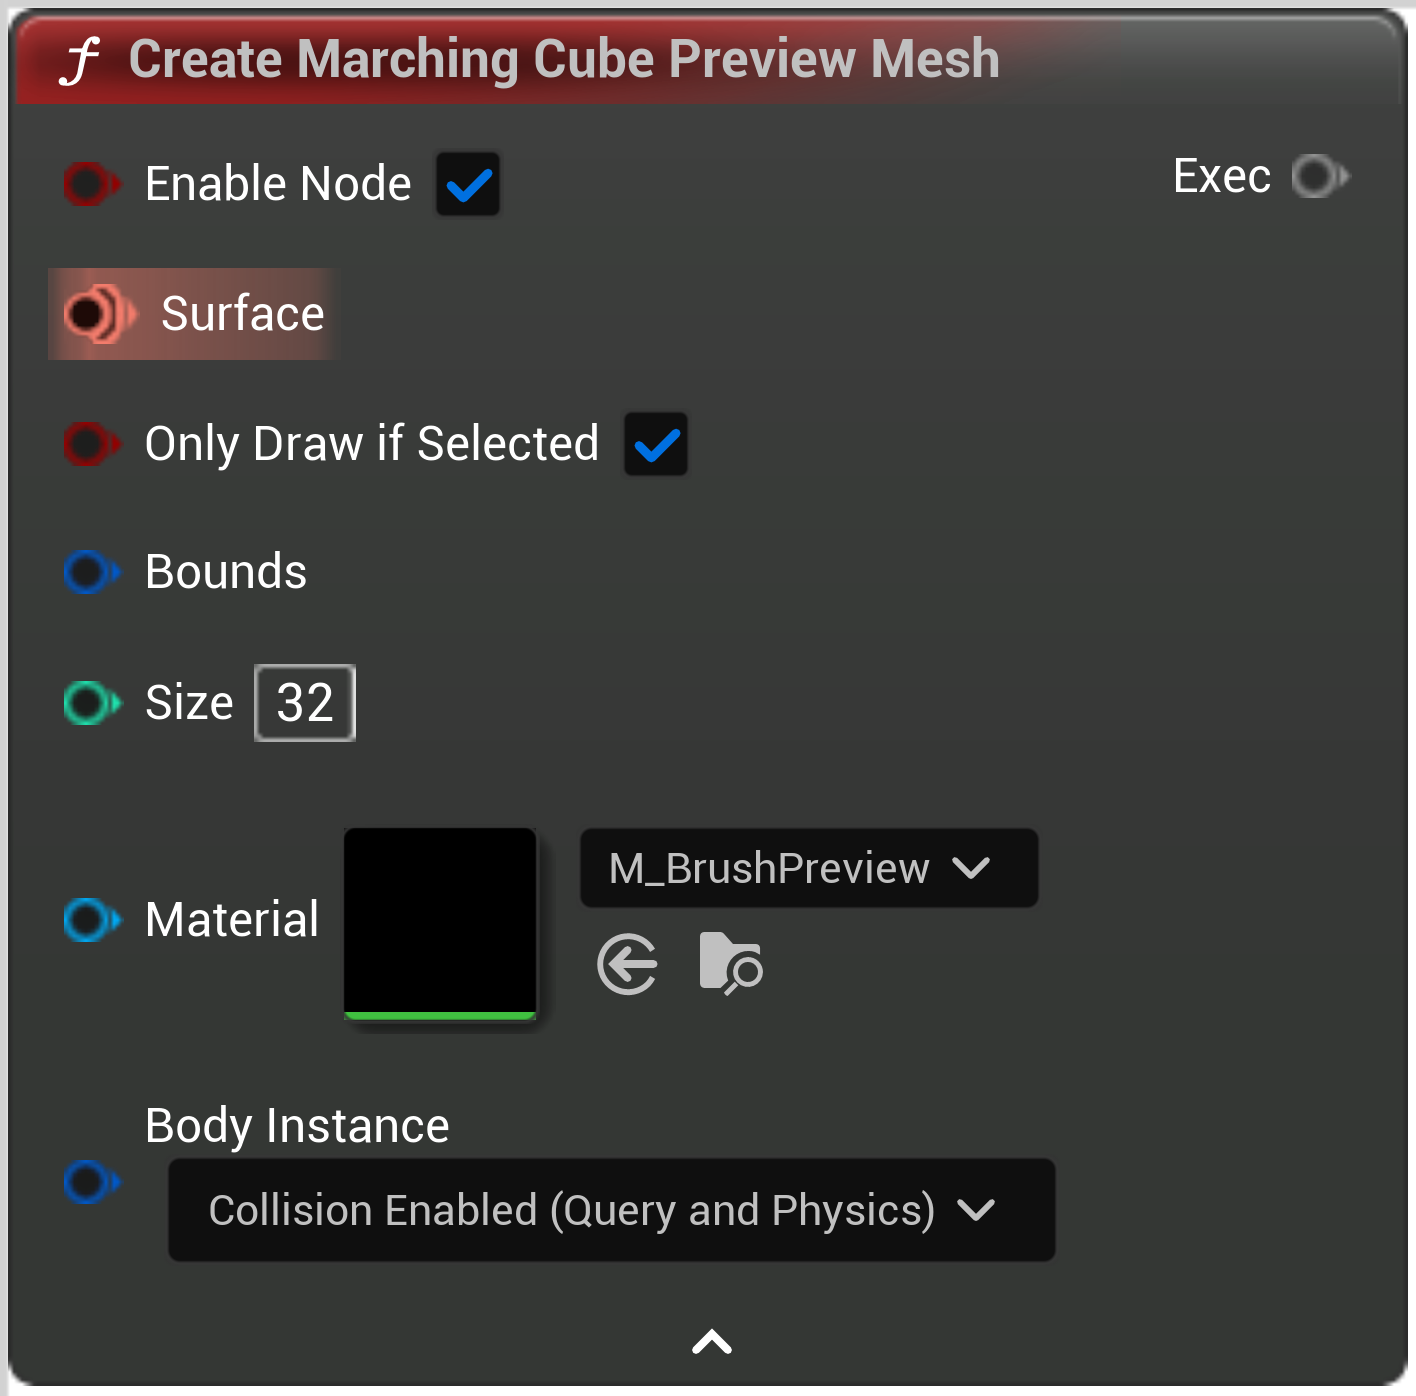 f Create Marching Cube Preview Mesh
Enable Node
Exec
Surface
Only Draw if Selected
Bounds
Size 32
M_BrushPreview
Material
Body Instance
Collision Enabled (Query and Physics)